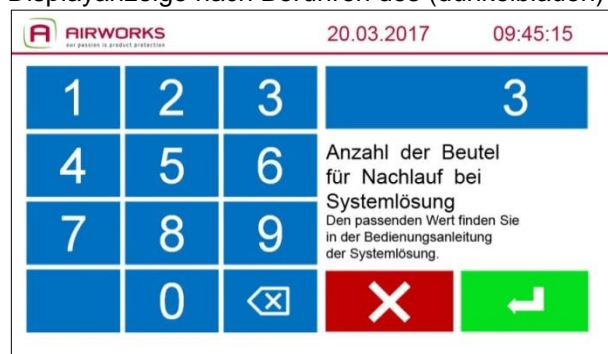 Displayanzeige nach Berühren des (dunkelblauen)
AIRWORKS
our passion is product protection
20.03.2017 09:45:15
1 2 3 3
4 5 6
7 8 9
0
Anzahl der Beutel
für Nachlauf bei
Systemlösung
Den passenden Wert finden Sie
in der Bedienungsanleitung
der Systemlösung.